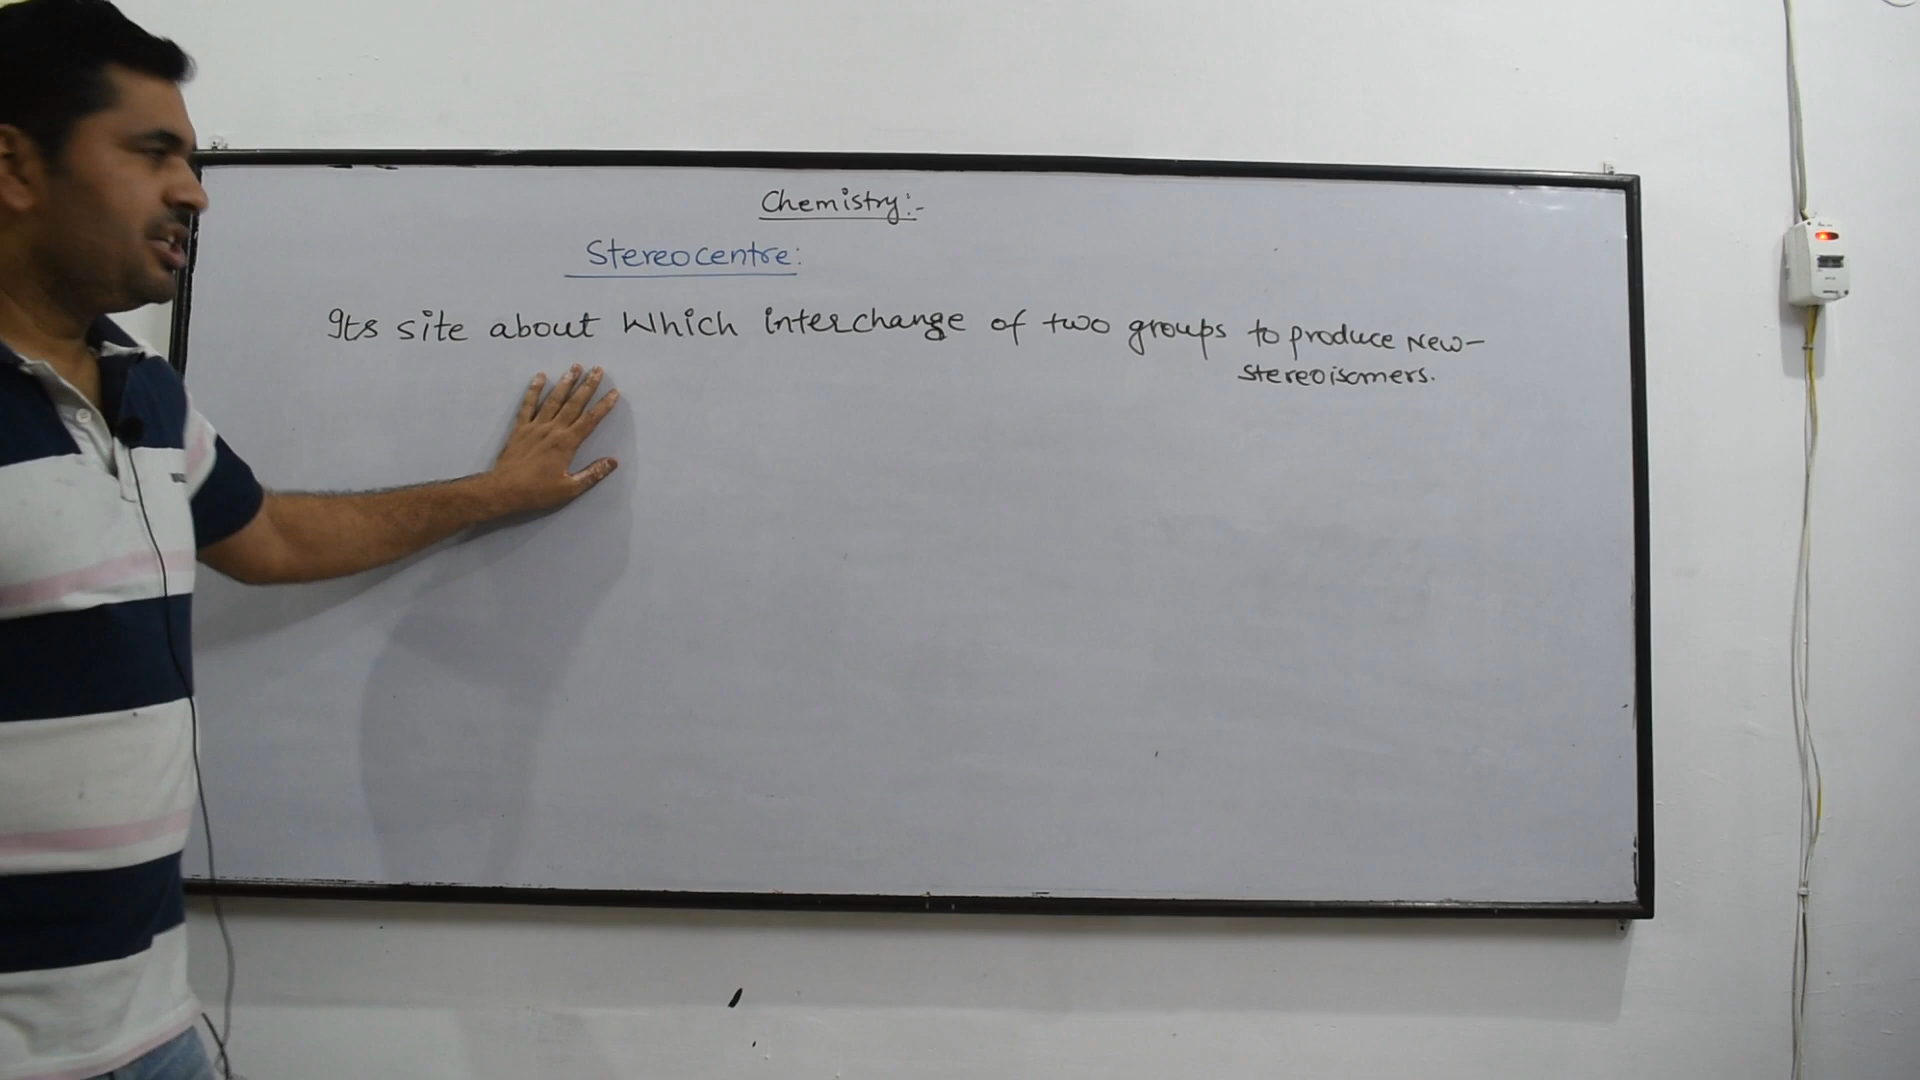 Chemistry:-
Stereocentre:
Its site about Which interchange of two groups to produce New-
stereoisomers.